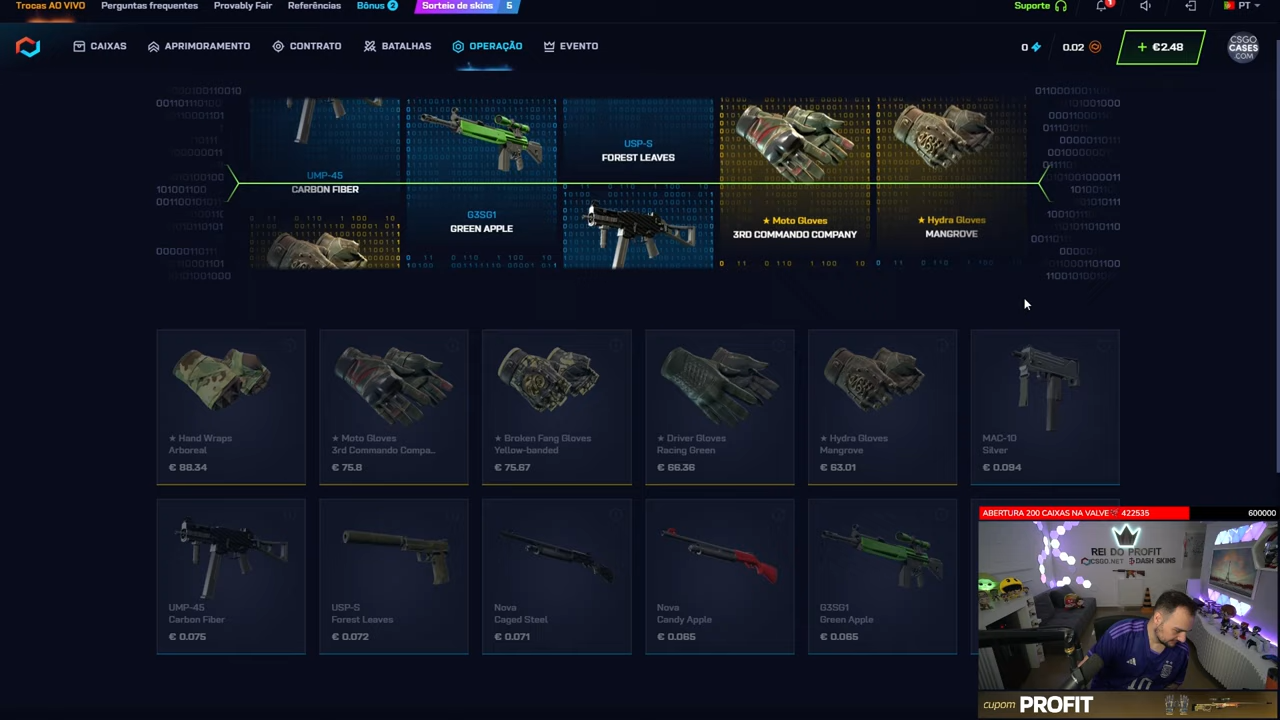 Trocas AO VIVO Perguntas frequentes Provably Fair Referências Bônus 2 Sorteio de skins 5 Suporte 1 PT
CAIXAS APRIMORAMENTO CONTRATO BATALHAS OPERAÇÃO EVENTO 0 0.02 + €2.48 CSGO CASES .COM
UMP-45
CARBON FIBER
G3SG1
GREEN APPLE
USP-S
FOREST LEAVES
★ Moto Gloves
3RD COMMANDO COMPANY
★ Hydra Gloves
MANGROVE
★ Hand Wraps
Arboreal
€ 88.34
★ Moto Gloves
3rd Commando Compa...
€ 75.8
★ Broken Fang Gloves
Yellow-banded
€ 75.67
★ Driver Gloves
Racing Green
€ 66.36
★ Hydra Gloves
Mangrove
€ 63.01
MAC-10
Silver
€ 0.094
UMP-45
Carbon Fiber
€ 0.075
USP-S
Forest Leaves
€ 0.072
Nova
Caged Steel
€ 0.071
Nova
Candy Apple
€ 0.065
G3SG1
Green Apple
€ 0.065
ABERTURA 200 CAIXAS NA VALVE 422535 600000
REI DO PROFIT
CSGO.NET DASH SKINS
cupom PROFIT